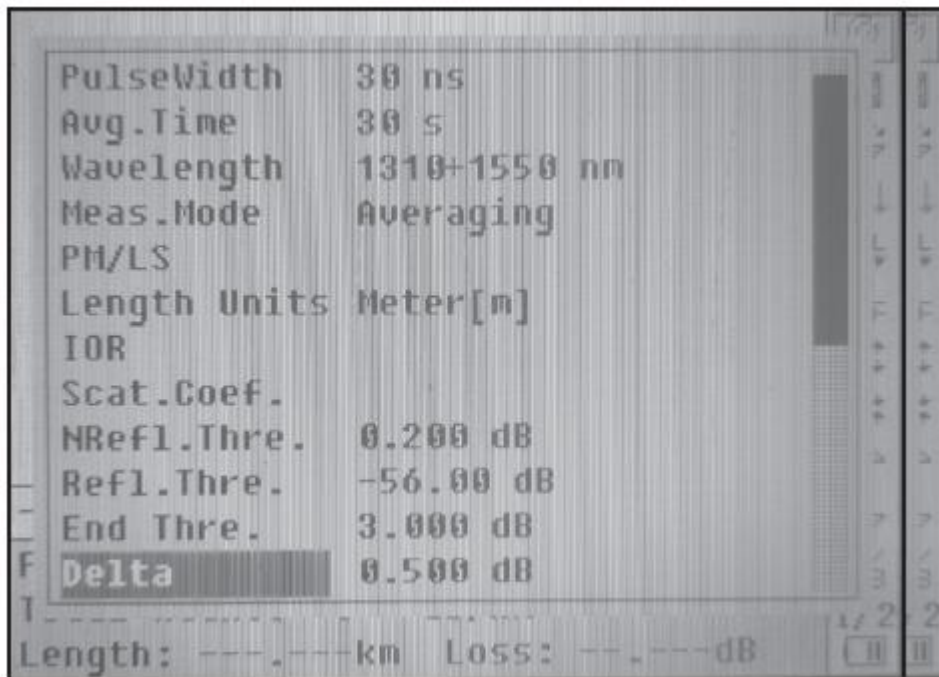 PulseWidth 30 ns
Avg.Time 30 s
Wavelength 1310+1550 nm
Meas.Mode Averaging
PM/LS
Length Units Meter[m]
IOR
Scat.Coef.
NRefl.Thre. 0.200 dB
Refl.Thre. -56.00 dB
End Thre. 3.000 dB
Delta 0.500 dB
Length: ---.---km Loss: --.---dB